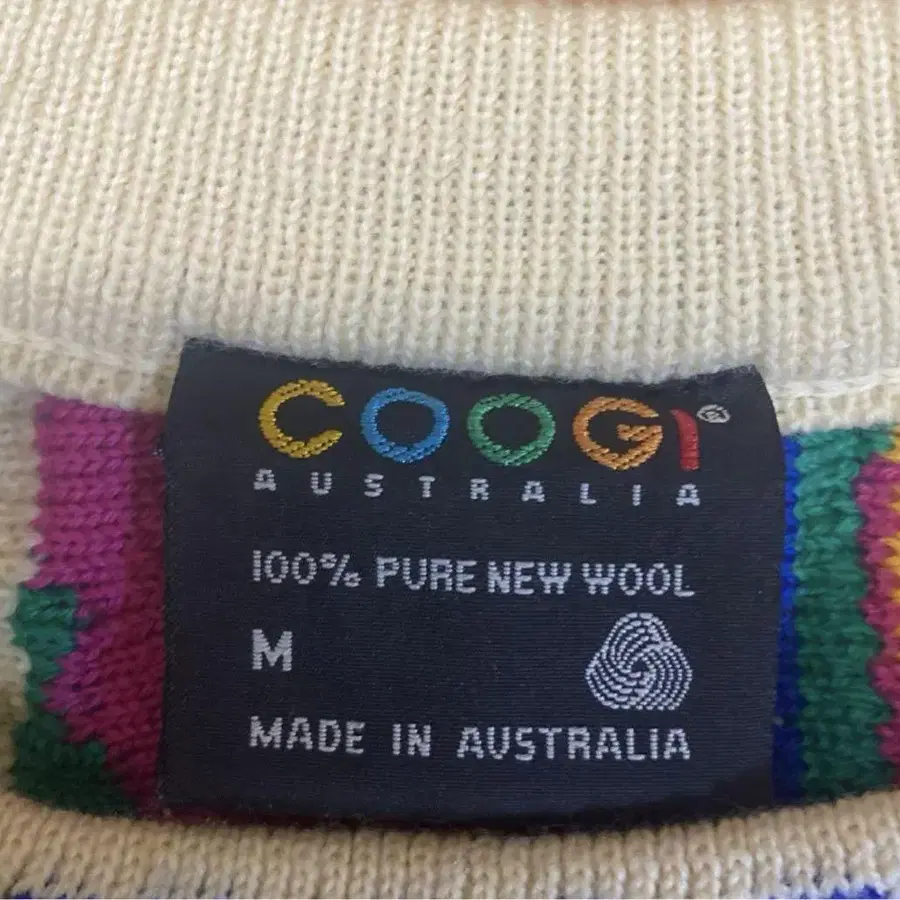 COOGI®
AUSTRALIA
100% PURE NEW WOOL
M
MADE IN AUSTRALIA